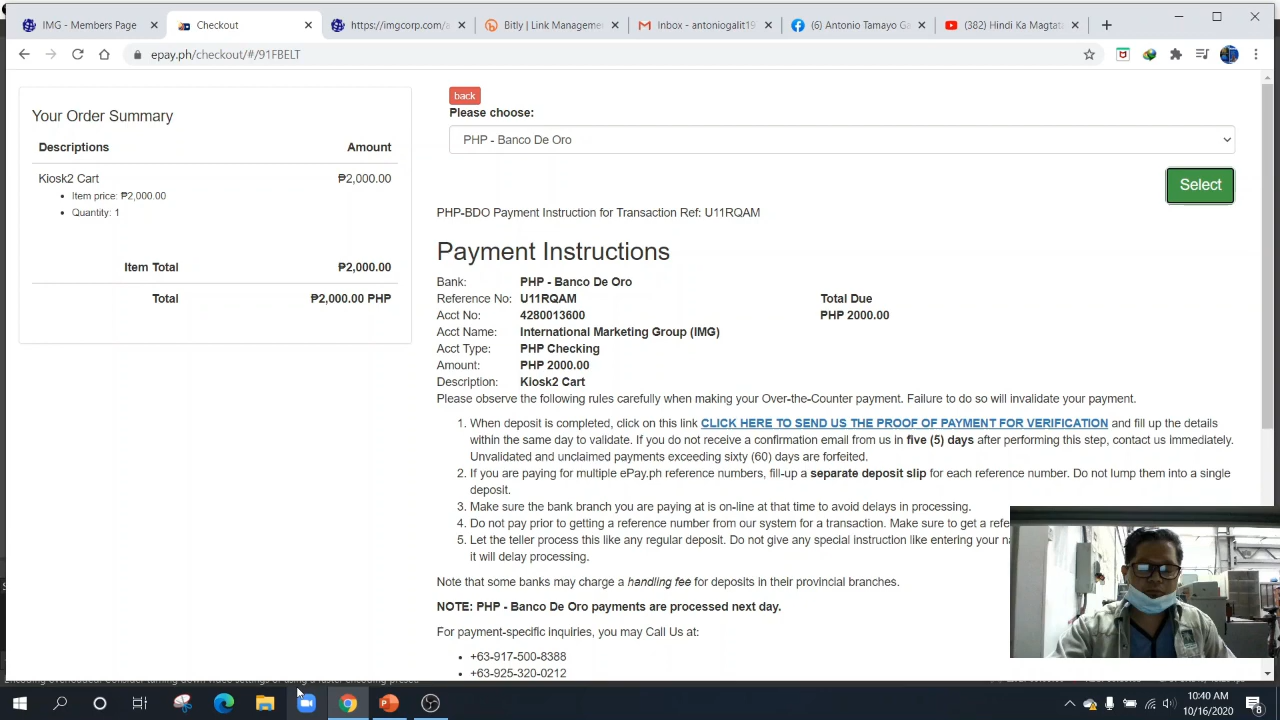 IMG - Members Page
Checkout
https://imgcorp.com/a
Bitly | Link Manageme
Inbox - antoniogalit19
(6) Antonio Tamayo Ga
(382) Hindi Ka Magtata
epay.ph/checkout/#/91FBELT
Your Order Summary
Descriptions Amount
Kiosk2 Cart ₱2,000.00
Item price: ₱2,000.00
Quantity: 1
Item Total ₱2,000.00
Total ₱2,000.00 PHP
back
Please choose:
PHP - Banco De Oro
Select
PHP-BDO Payment Instruction for Transaction Ref: U11RQAM
Payment Instructions
Bank: PHP - Banco De Oro
Reference No: U11RQAM Total Due
Acct No: 4280013600 PHP 2000.00
Acct Name: International Marketing Group (IMG)
Acct Type: PHP Checking
Amount: PHP 2000.00
Description: Kiosk2 Cart
Please observe the following rules carefully when making your Over-the-Counter payment. Failure to do so will invalidate your payment.
1. When deposit is completed, click on this link CLICK HERE TO SEND US THE PROOF OF PAYMENT FOR VERIFICATION and fill up the details
within the same day to validate. If you do not receive a confirmation email from us in five (5) days after performing this step, contact us immediately.
Unvalidated and unclaimed payments exceeding sixty (60) days are forfeited.
2. If you are paying for multiple ePay.ph reference numbers, fill-up a separate deposit slip for each reference number. Do not lump them into a single
deposit.
3. Make sure the bank branch you are paying at is on-line at that time to avoid delays in processing.
4. Do not pay prior to getting a reference number from our system for a transaction. Make sure to get a refe
5. Let the teller process this like any regular deposit. Do not give any special instruction like entering your na
it will delay processing.
Note that some banks may charge a handling fee for deposits in their provincial branches.
NOTE: PHP - Banco De Oro payments are processed next day.
For payment-specific inquiries, you may Call Us at:
+63-917-500-8388
+63-925-320-0212
10:40 AM
10/16/2020
8